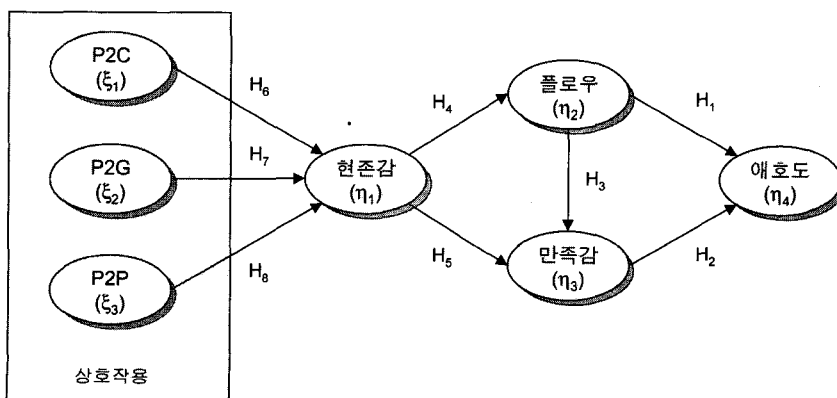 P2C
(ξ₁)
H₆
P2G
(ξ₂)
H₇
P2P
(ξ₃)
H₈
상호작용
현존감
(η₁)
H₄
H₅
플로우
(η₂)
H₃
만족감
(η₃)
H₁
H₂
애호도
(η₄)